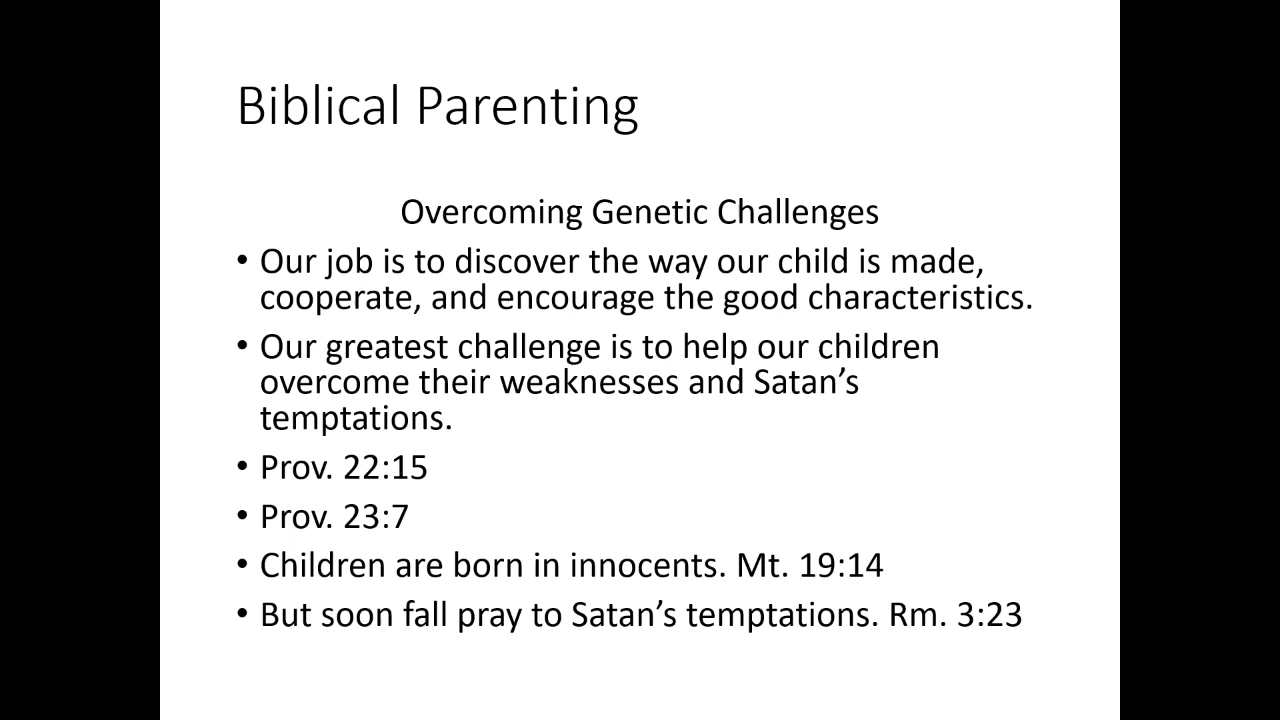 Biblical Parenting
Overcoming Genetic Challenges
• Our job is to discover the way our child is made,
cooperate, and encourage the good characteristics.
• Our greatest challenge is to help our children
overcome their weaknesses and Satan’s
temptations.
• Prov. 22:15
• Prov. 23:7
• Children are born in innocents. Mt. 19:14
• But soon fall pray to Satan’s temptations. Rm. 3:23